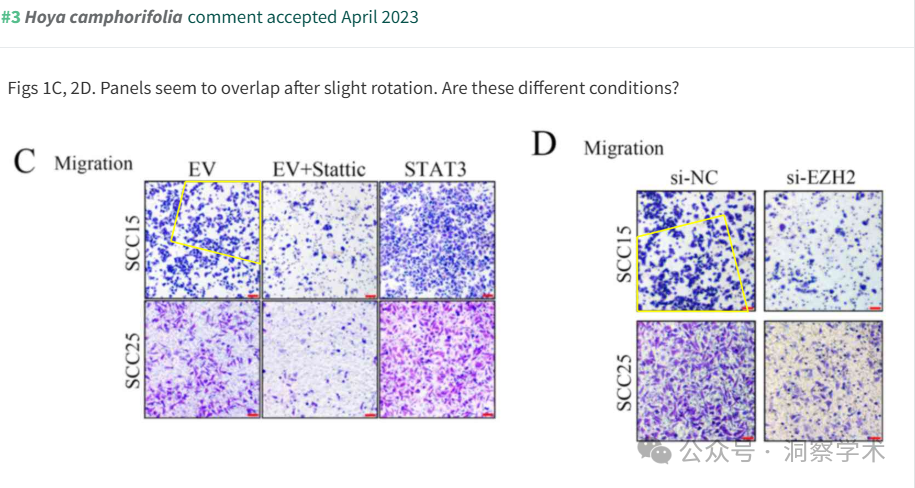 #3 Hoya camphorifolia comment accepted April 2023
Figs 1C, 2D. Panels seem to overlap after slight rotation. Are these different conditions?
C Migration
EV EV+Stattic STAT3
SCC15
SCC25
D Migration
si-NC si-EZH2
SCC15
SCC25
公众号 · 洞察学术